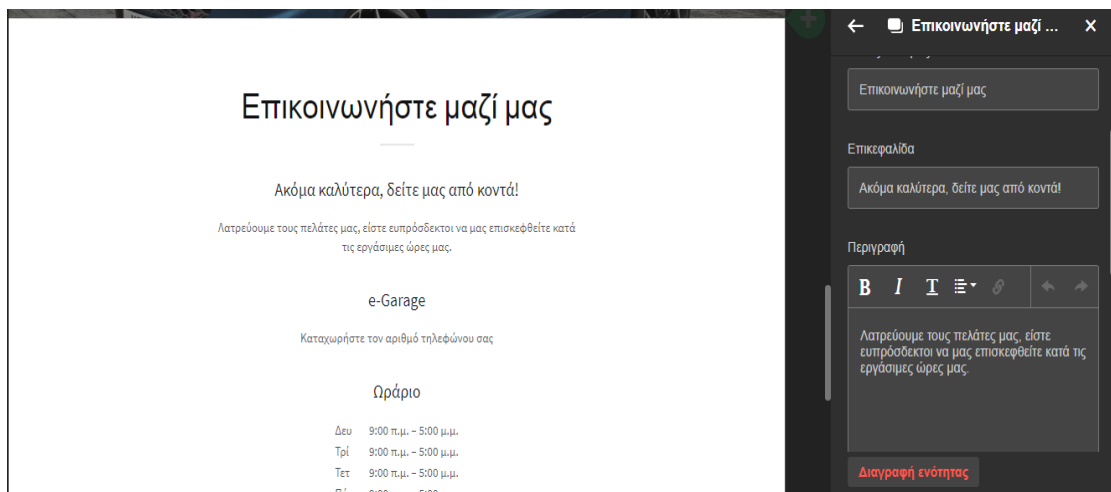 Επικοινωνήστε μαζί μας
Ακόμα καλύτερα, δείτε μας από κοντά!
Λατρεύουμε τους πελάτες μας, είστε ευπρόσδεκτοι να μας επισκεφθείτε κατά
τις εργάσιμες ώρες μας.
e-Garage
Καταχωρήστε τον αριθμό τηλεφώνου σας
Ωράριο
Δευ 9:00 π.μ. – 5:00 μ.μ.
Τρί 9:00 π.μ. – 5:00 μ.μ.
Τετ 9:00 π.μ. – 5:00 μ.μ.
Επικοινωνήστε μαζί ...
Επικοινωνήστε μαζί μας
Επικεφαλίδα
Ακόμα καλύτερα, δείτε μας από κοντά!
Περιγραφή
B I T
Λατρεύουμε τους πελάτες μας, είστε
ευπρόσδεκτοι να μας επισκεφθείτε κατά τις
εργάσιμες ώρες μας.
Διαγραφή ενότητας